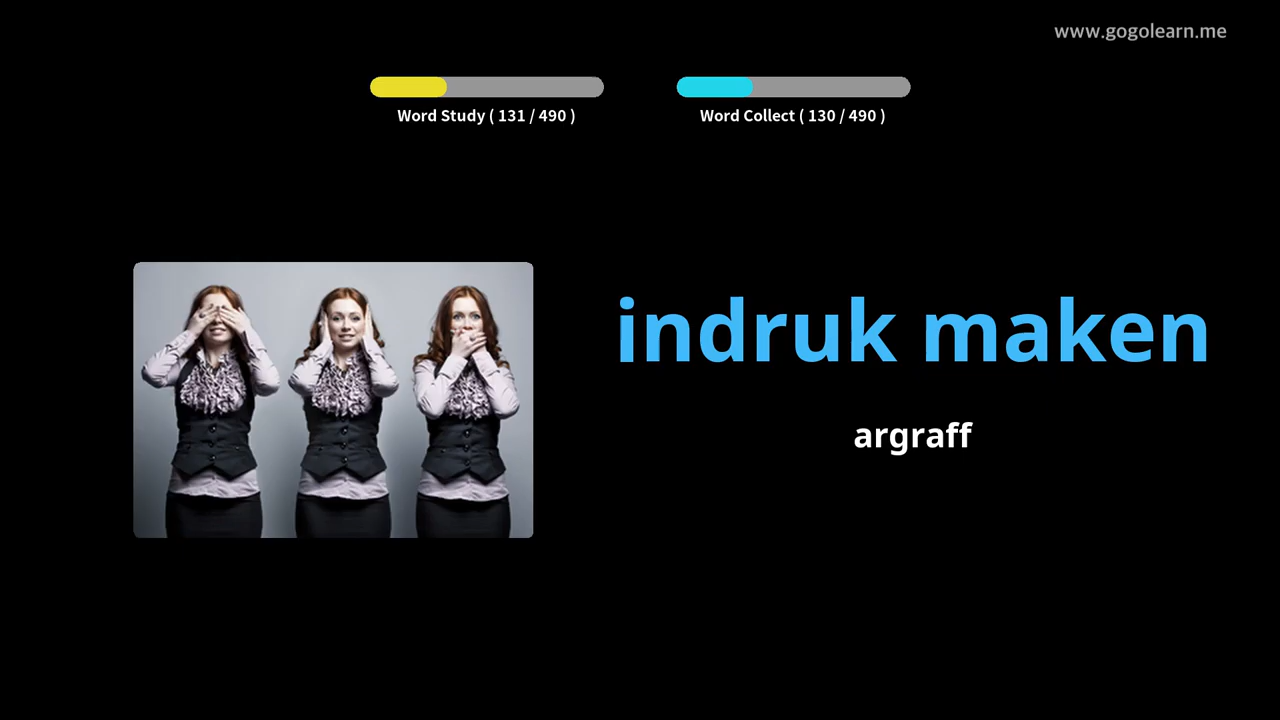 www.gogolearn.me
Word Study ( 131 / 490 )
Word Collect ( 130 / 490 )
indruk maken
argraff